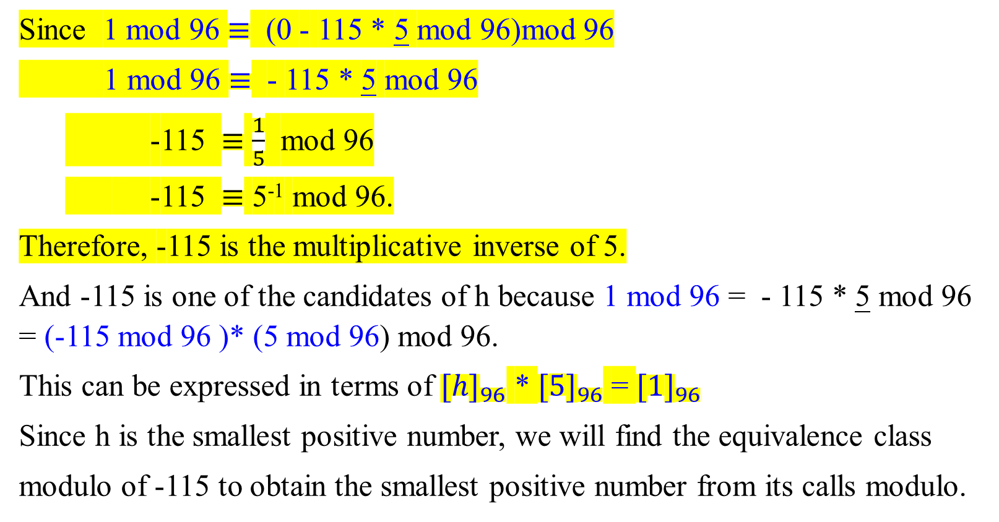 Since 1 mod 96 ≡ (0 - 115 * 5 mod 96)mod 96
1 mod 96 ≡ - 115 * 5 mod 96
-115 ≡ 1/5 mod 96
-115 ≡ 5⁻¹ mod 96.
Therefore, -115 is the multiplicative inverse of 5.
And -115 is one of the candidates of h because 1 mod 96 = - 115 * 5 mod 96
= (-115 mod 96 )* (5 mod 96) mod 96.
This can be expressed in terms of [h]₉₆ * [5]₉₆ = [1]₉₆
Since h is the smallest positive number, we will find the equivalence class
modulo of -115 to obtain the smallest positive number from its calls modulo.